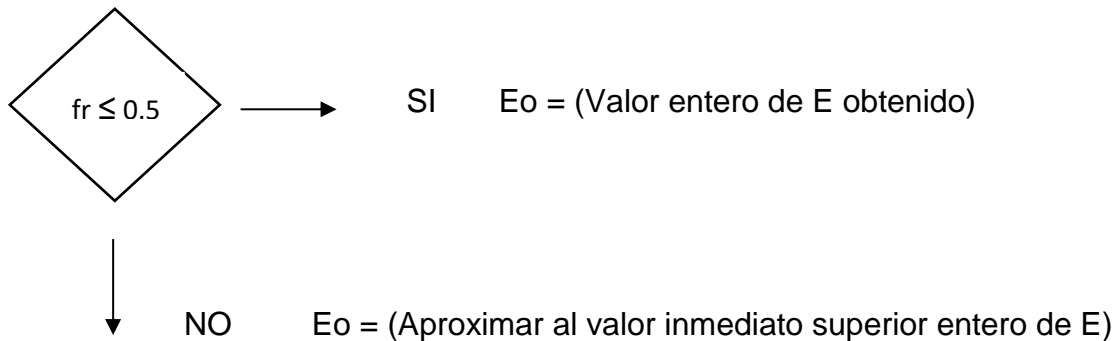 fr ≤ 0.5 SI Eo = (Valor entero de E obtenido)
NO Eo = (Aproximar al valor inmediato superior entero de E)